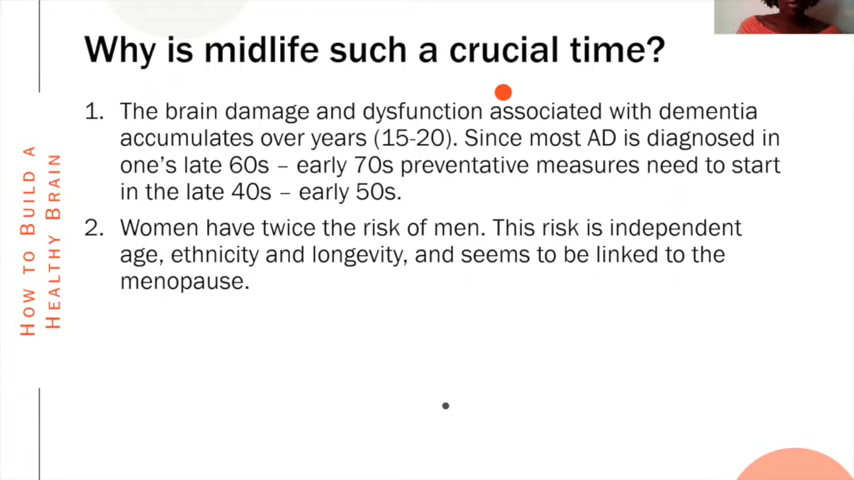 Why is midlife such a crucial time?
1. The brain damage and dysfunction associated with dementia
accumulates over years (15-20). Since most AD is diagnosed in
one's late 60s – early 70s preventative measures need to start
in the late 40s – early 50s.
2. Women have twice the risk of men. This risk is independent
age, ethnicity and longevity, and seems to be linked to the
menopause.
How to Build a
Healthy Brain